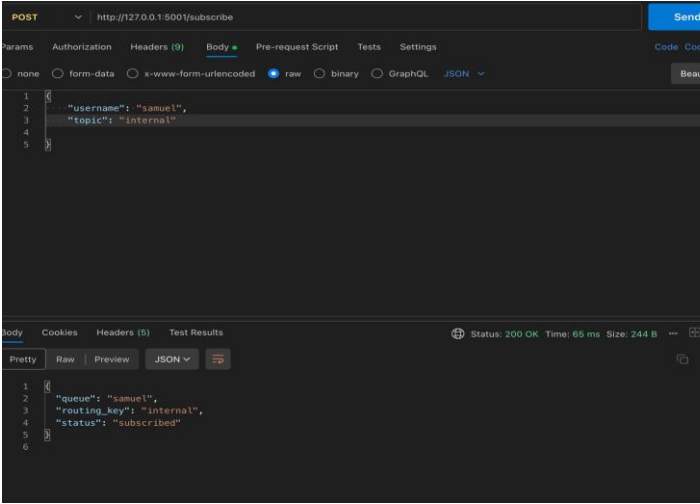 POST http://127.0.0.1:5001/subscribe Send
Params Authorization Headers (9) Body Pre-request Script Tests Settings Code
none form-data x-www-form-urlencoded raw binary GraphQL JSON
1 {
2 "username": "samuel",
3 "topic": "internal"
4
5 }
Body Cookies Headers (5) Test Results Status: 200 OK Time: 65 ms Size: 244 B
Pretty Raw Preview JSON
1 {
2 "queue": "samuel",
3 "routing_key": "internal",
4 "status": "subscribed"
5 }
6